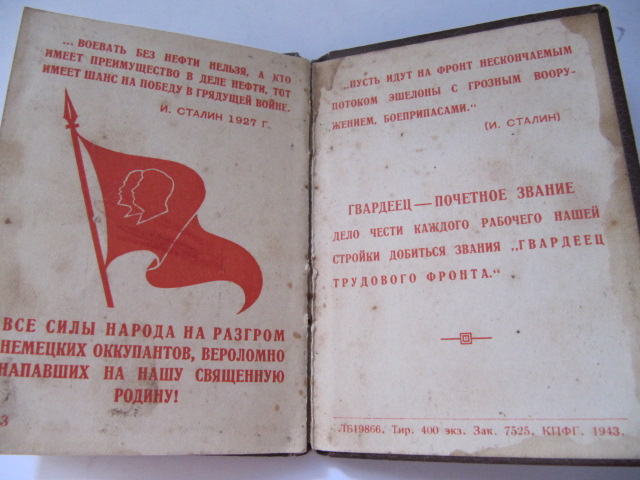 ... ВОЕВАТЬ БЕЗ НЕФТИ НЕЛЬЗЯ, А КТО
ИМЕЕТ ПРЕИМУЩЕСТВО В ДЕЛЕ НЕФТИ, ТОТ
ИМЕЕТ ШАНС НА ПОБЕДУ В ГРЯДУЩЕЙ ВОЙНЕ.
И. СТАЛИН 1927 Г.
ВСЕ СИЛЫ НАРОДА НА РАЗГРОМ
НЕМЕЦКИХ ОККУПАНТОВ, ВЕРОЛОМНО
НАПАВШИХ НА НАШУ СВЯЩЕННУЮ
РОДИНУ!
3
„ПУСТЬ ИДУТ НА ФРОНТ НЕСКОНЧАЕМЫМ
ПОТОКОМ ЭШЕЛОНЫ С ГРОЗНЫМ ВООРУ-
ЖЕНИЕМ, БОЕПРИПАСАМИ."
(И. СТАЛИН)
ГВАРДЕЕЦ — ПОЧЕТНОЕ ЗВАНИЕ
ДЕЛО ЧЕСТИ КАЖДОГО РАБОЧЕГО НАШЕЙ
СТРОЙКИ ДОБИТЬСЯ ЗВАНИЯ „ГВАРДЕЕЦ
ТРУДОВОГО ФРОНТА."
ЛБ19866. Тир. 400 экз. Зак. 7525. КПФГ. 1943.